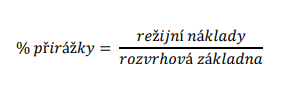 % přirážky = režijní náklady
rozvrhová základna